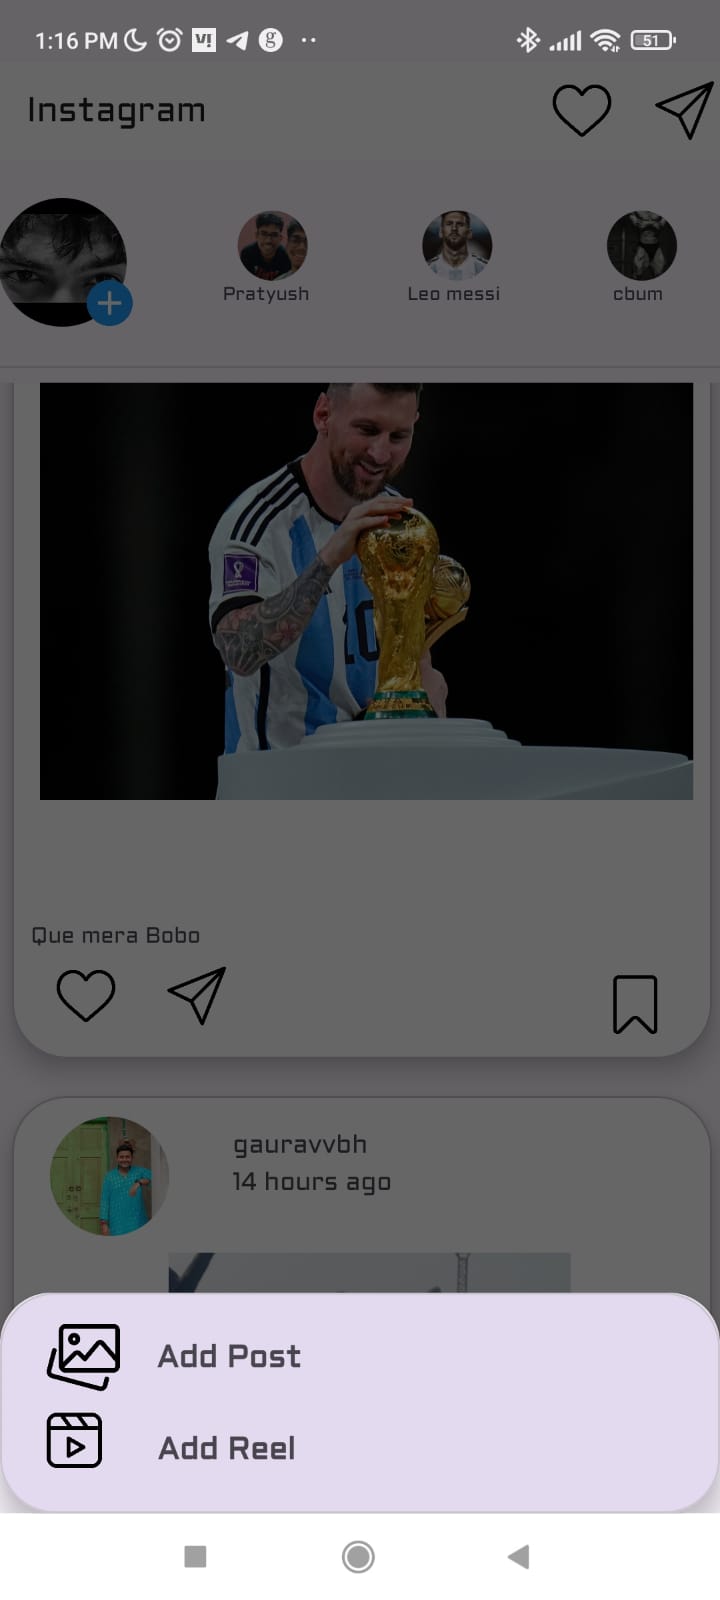 1:16 PM
51
Instagram
Pratyush
Leo messi
cbum
10
Que mera Bobo
gauravvbh
14 hours ago
Add Post
Add Reel